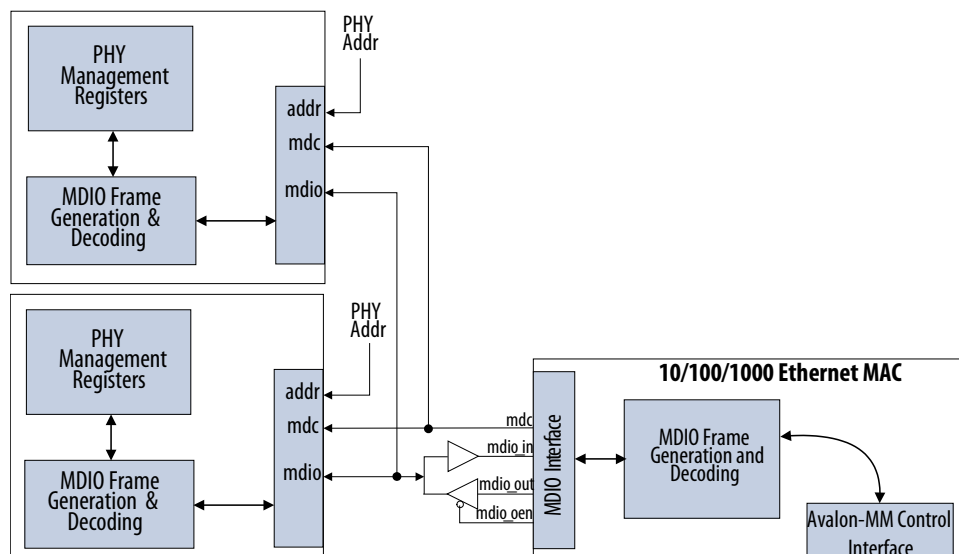 PHY
Management
Registers
MDIO Frame
Generation &
Decoding
addr
mdc
mdio
PHY
Addr
PHY
Management
Registers
MDIO Frame
Generation &
Decoding
addr
mdc
mdio
PHY
Addr
10/100/1000 Ethernet MAC
mdc
mdio_in
mdio_out
mdio_oen
MDIO Interface
MDIO Frame
Generation and
Decoding
Avalon-MM Control
Interface